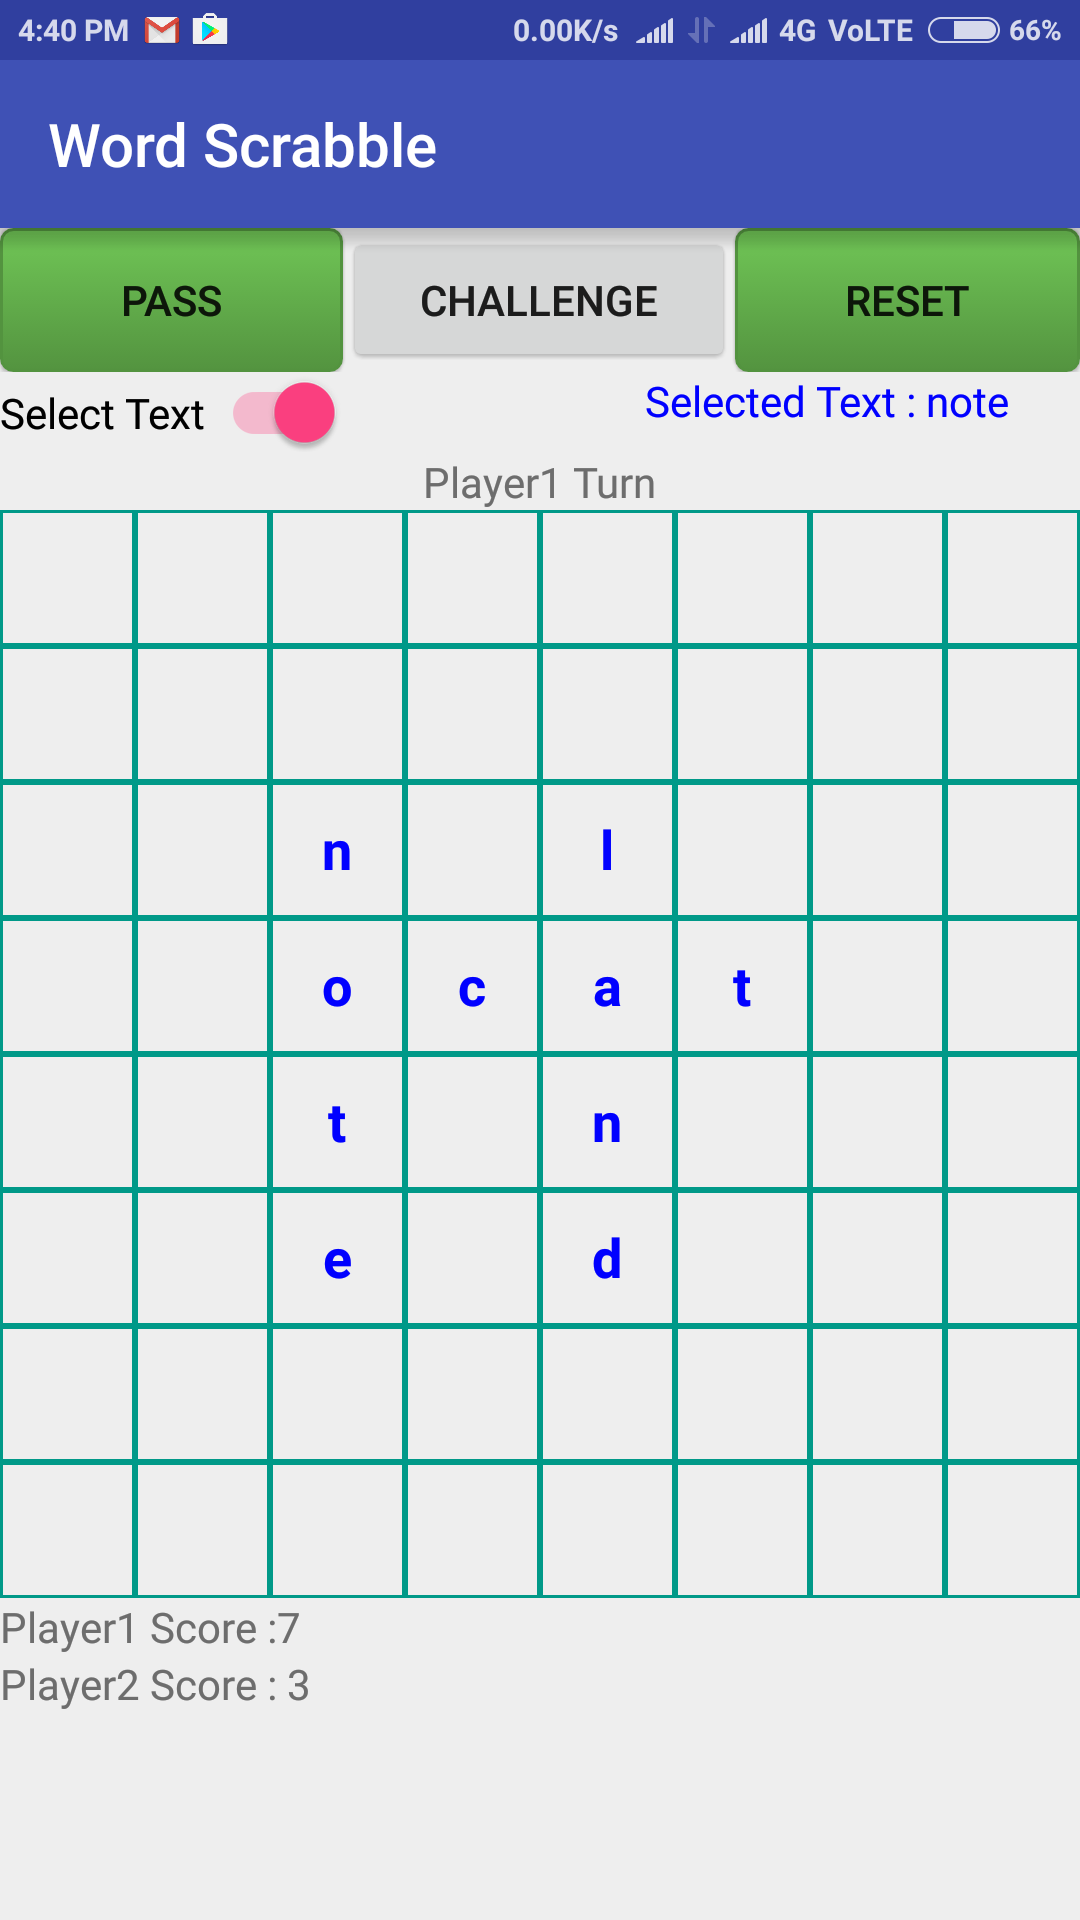 4:40 PM 0.00K/s 4G VoLTE 66%
Word Scrabble
PASS CHALLENGE RESET
Select Text Selected Text : note
Player1 Turn
n l
o c a t
t n
e d
Player1 Score :7
Player2 Score : 3